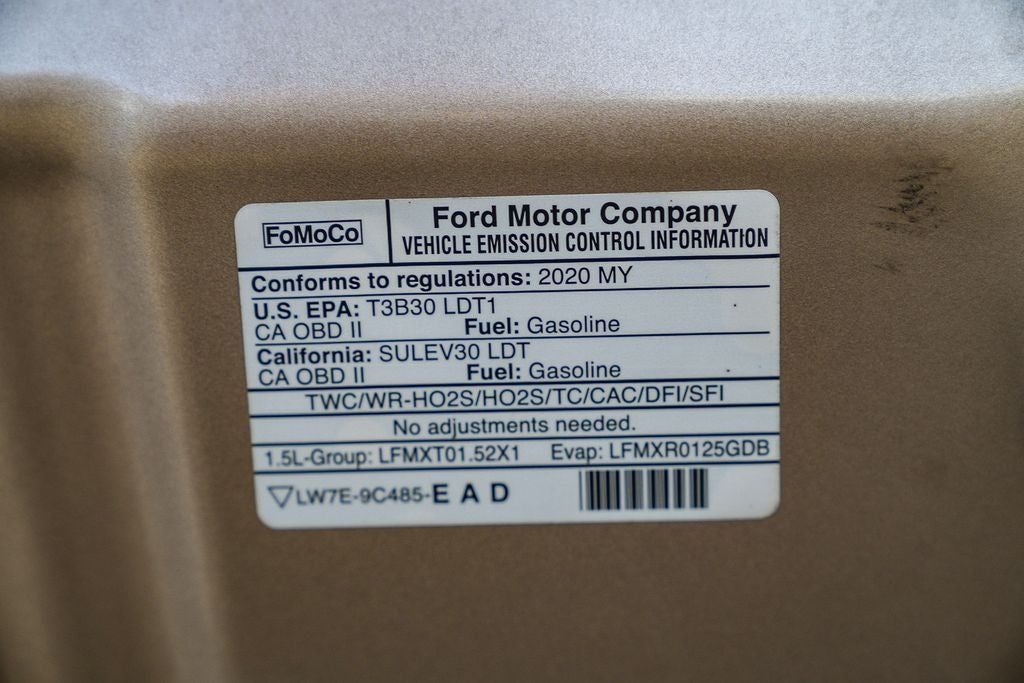 FoMoCo
Ford Motor Company
VEHICLE EMISSION CONTROL INFORMATION
Conforms to regulations: 2020 MY
U.S. EPA: T3B30 LDT1
CA OBD II Fuel: Gasoline
California: SULEV30 LDT
CA OBD II Fuel: Gasoline
TWC/WR-HO2S/HO2S/TC/CAC/DFI/SFI
No adjustments needed.
1.5L-Group: LFMXT01.52X1 Evap: LFMXR0125GDB
LW7E-9C485-E A D